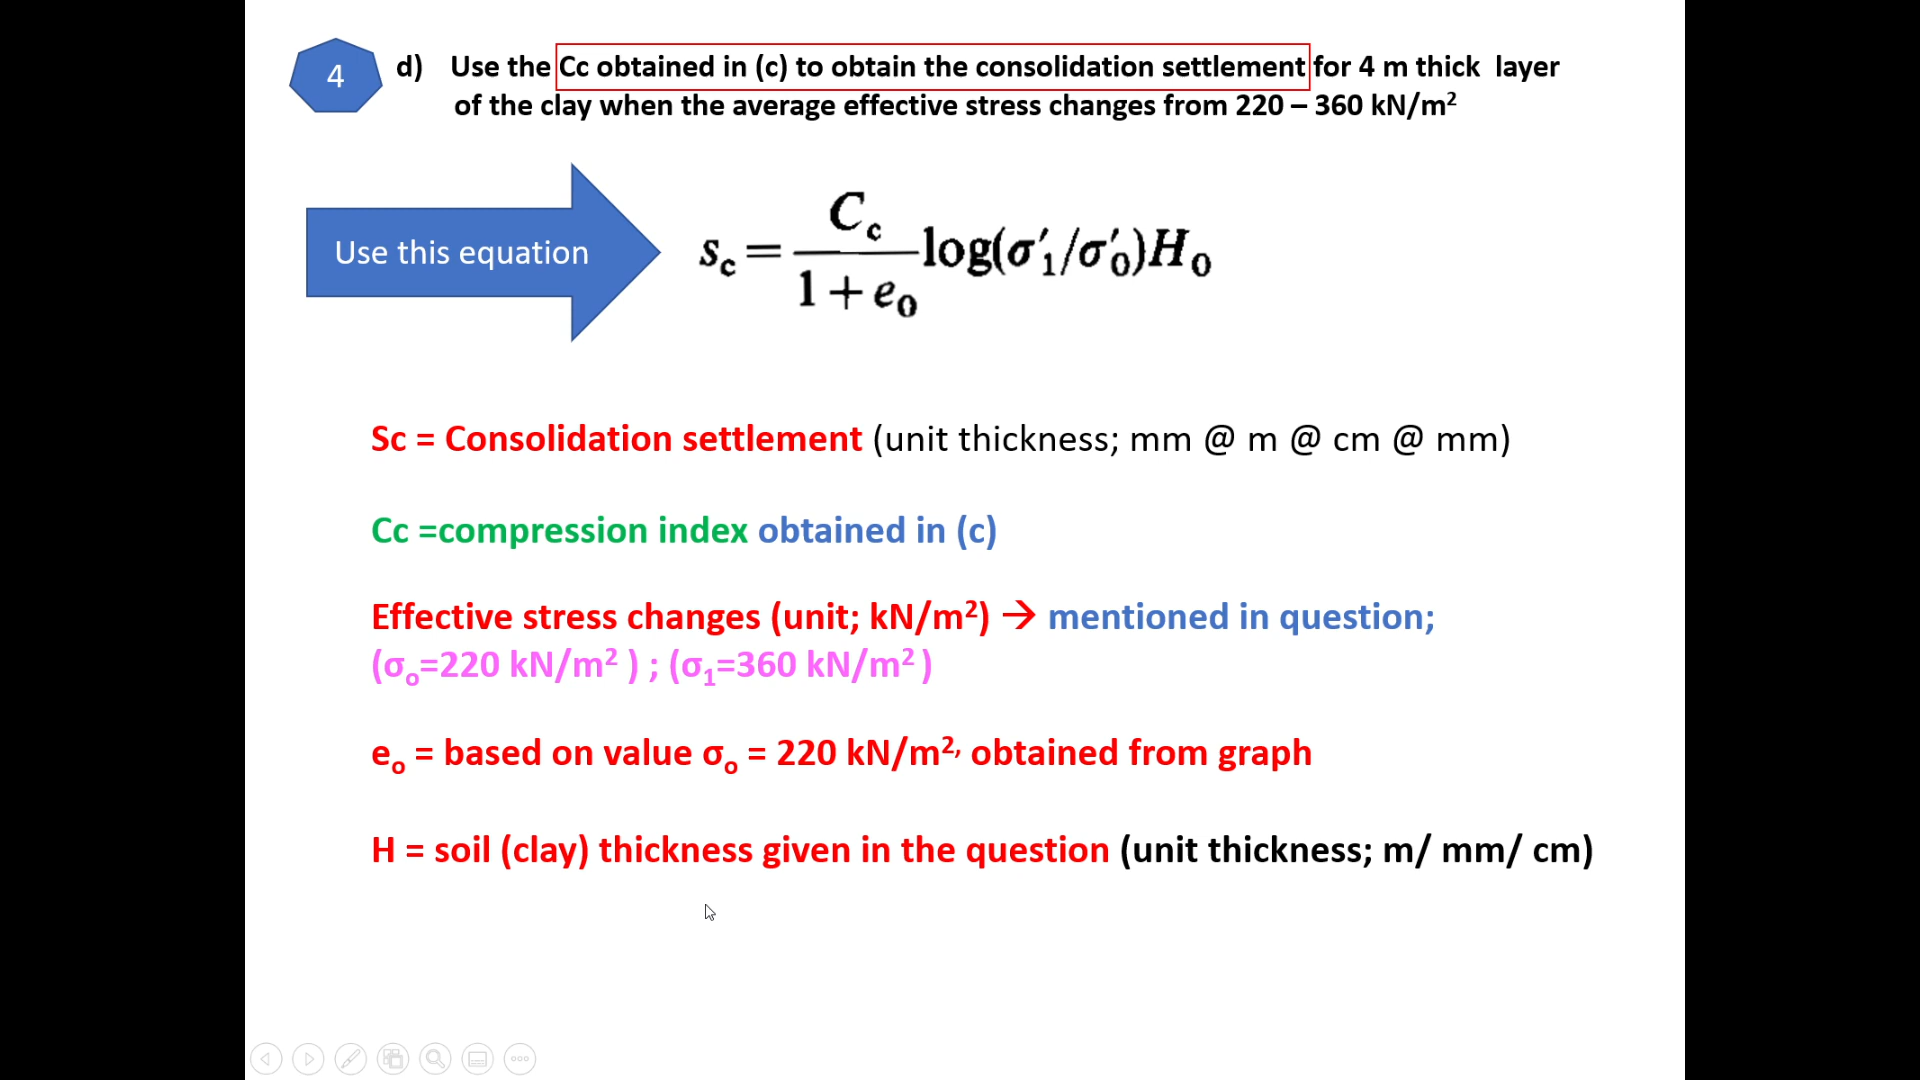 4
d) Use the Cc obtained in (c) to obtain the consolidation settlement for 4 m thick layer
of the clay when the average effective stress changes from 220 – 360 kN/m²
Use this equation
s_c = C_c / (1 + e_0) log(σ′_1/σ′_0)H_0
Sc = Consolidation settlement (unit thickness; mm @ m @ cm @ mm)
Cc =compression index obtained in (c)
Effective stress changes (unit; kN/m²) → mentioned in question;
(σ_o=220 kN/m² ) ; (σ_1=360 kN/m² )
e_o = based on value σ_o = 220 kN/m², obtained from graph
H = soil (clay) thickness given in the question (unit thickness; m/ mm/ cm)